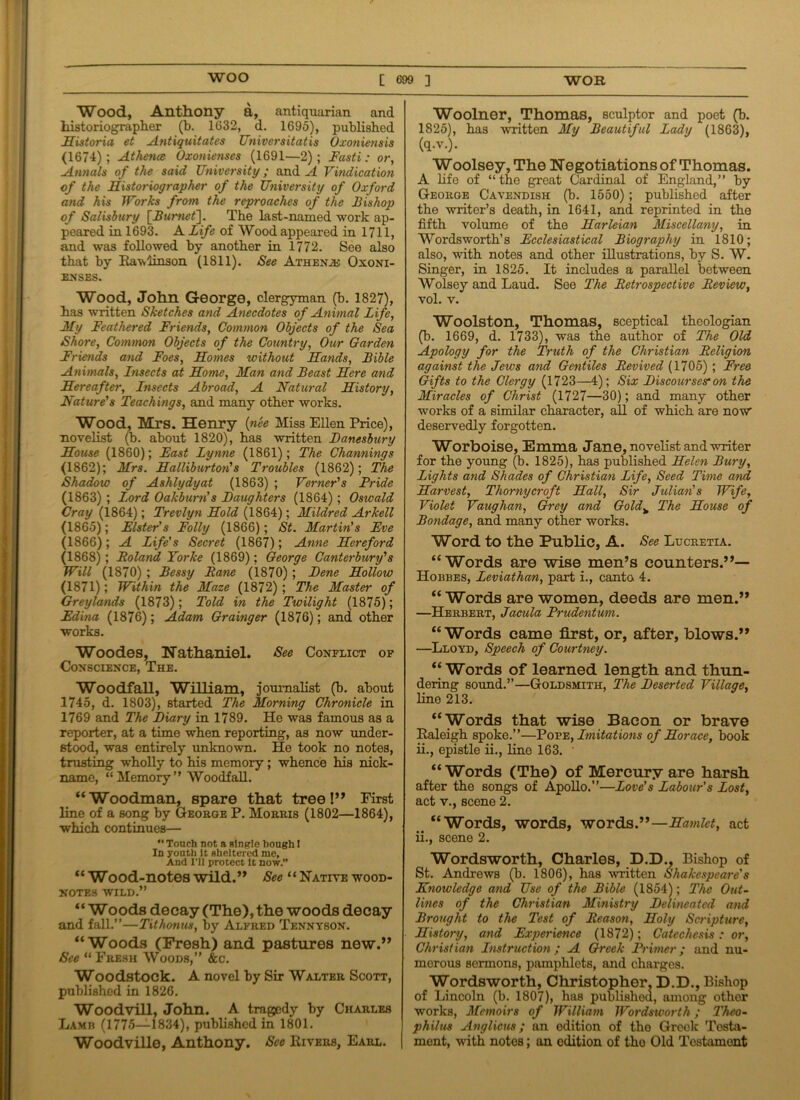 WOO [ 699 ] WOR
Wood, Anthony à, antiquarian and
historiographer (b. 1632, d. 1695), published
Historia et Antiquitates Universitatis Oxoniensis
(1674) ; Athenæ Oxonienses (1691—2) ; Fasti : or,
Annals of the said University ; and A Vindication
of the Historiographer of the University of Oxford
and his Works from the reproaches of the Bishop
of Salisbury [Burnet]. The last-named work ap-
peared in 1693. A Life of Wood appeared in 1711,
and was followed by another in 1772. See also
that by Rawlinson (1811). See Athenæ Oxoni-
enses.
Wood, John George, clergyman (b. 1827),
has written Sketches and Anecdotes of Animal Life,
My Feathered Friends, Common Objects of the Sea
Shore, Common Objects of the Country, Our Garden
Friends and Foes, Homes without Hands, Bible
Animals, Insects at Home, Man and Beast Here and
Hereafter, Insects Abroad, A Natural History,
Nature's Teachings, and many other works.
Wood, Mrs. Henry (née Miss Ellen Price),
novelist (b. about 1820), has written Danesbury
House (1860) ; East Lynne (1861) ; The Channings
(1862); Mrs. Halliburton's Troubles (1862) ; The
Shadow of Ashlydyat (1863) ; Verner's Pride
(1863) ; Lord Oakburn's Daughters (1864) ; Oswald
Cray (1864) ; Trevlyn Hold (1864) ; Mildred Arkell
(1865) ; Elster's Folly (1866) ; St. Martin's Eve
(1866) ; A Life's Secret (1867) ; Anne Hereford
(1868) ; Roland Yorke (1869) ; George Canterbury's
Will (1870) ; Bessy Rane (1870) ; Dene Hollow
(1871) ; Within the Maze (1872) ; The Master of
Greylands (1873) ; Told in the Twilight (1875) ;
Edina (1876) ; Adam Grainger (1876) ; and other
works.
Woodes, Nathaniel. See Conflict of
Conscience, The.
Woodfall, William, journalist (b. about
1745, d. 1803), started The Morning Chronicle in
1769 and The Diary in 1789. He was famous as a
reporter, at a time when reporting, as now under-
stood, was entirely unknown. He took no notes,
trusting wholly to his memory ; whence his nick-
name, “Memory” Woodfall.
“Woodman, spare that tree!” First
line of a song by George P. Morris (1802—1864),
which continues—
“Touch not a single bough!
In youth it sheltered me,
And I'll protect it now.”
“Wood-notes wild.” See “Native wood-
notes wild.”
“Woods decay (The), the woods decay
and fall.”—Tithonus, by Alfred Tennyson.
“Woods (Fresh) and pastures new.”
See “Fresh Woods,” &c.
Woodstock. A novel by Sir Walter Scott,
published in 1826.
Woodvill, John. A tragedy by Charles
Lamb (1775—1834), published in 1801.
Woodville, Anthony. See Rivers, Earl.
Woolner, Thomas, sculptor and poet (b.
1825), has written My Beautiful Lady (1863),
(q.v.).
Woolsey, The Negotiations of Thomas.
A life of “the great Cardinal of England,” by
George Cavendish (b. 1550) ; published after
the writer's death, in 1641, and reprinted in the
fifth volume of the Harleian Miscellany, in
Wordsworth's Ecclesiastical Biography in 1810 ;
also, with notes and other illustrations, by S. W.
Singer, in 1825. It includes a parallel between
Wolsey and Laud. See The Retrospective Review,
vol. v.
Woolston, Thomas, sceptical theologian
(b. 1669, d. 1733), was the author of The Old
Apology for the Truth of the Christian Religion
against the Jews and Gentiles Revived (1705) ; Free
Gifts to the Clergy (1723—4) ; Six Discourses on the
Miracles of Christ (1727—30) ; and many other
works of a similar character, all of which are now
deservedly forgotten.
Worboise, Emma Jane, novelist and writer
for the young (b. 1825), has published Helen Bury,
Lights and Shades of Christian Life, Seed Time and
Harvest, Thornycroft Hall, Sir Julian's Wife,
Violet Vaughan, Grey and Gold, The House of
Bondage, and many other works.
Word to the Public, A. See Lucretia.
“Words are wise men's counters.”—
Hobbes, Leviathan, part i., canto 4.
“Words are women, deeds are men.”
—Herbert, Jacula Prudentum.
“Words came first, or, after, blows.”
—Lloyd, Speech of Courtney.
“Words of learned length and thun-
dering sound.”—Goldsmith, The Deserted Village,
line 213.
“Words that wise Bacon or brave
Raleigh spoke.”—Pope, Imitations of Horace, book
ii., epistle ii., line 163.
“Words (The) of Mercury are harsh
after the songs of Apollo.”—Love's Labour's Lost,
act v., scene 2.
“Words, words, words.”—Hamlet, act
ii., scene 2.
Wordsworth, Charles, D.D., Bishop of
St. Andrews (b. 1806), has written Shakespeare's
Knowledge and Use of the Bible (1854) ; The Out-
lines of the Christian Ministry Delineated and
Brought to the Test of Reason, Holy Scripture,
History, and Experience (1872) ; Catechesis : or,
Christian Instruction ; A Greek Primer ; and nu-
merous sermons, pamphlets, and charges.
Wordsworth, Christopher, D.D., Bishop
of Lincoln (b. 1807), has published, among other
works, Memoirs of William Wordsworth ; Theo-
philus Anglicus ; an edition of the Greek Testa-
ment, with notes ; an edition of the Old Testament